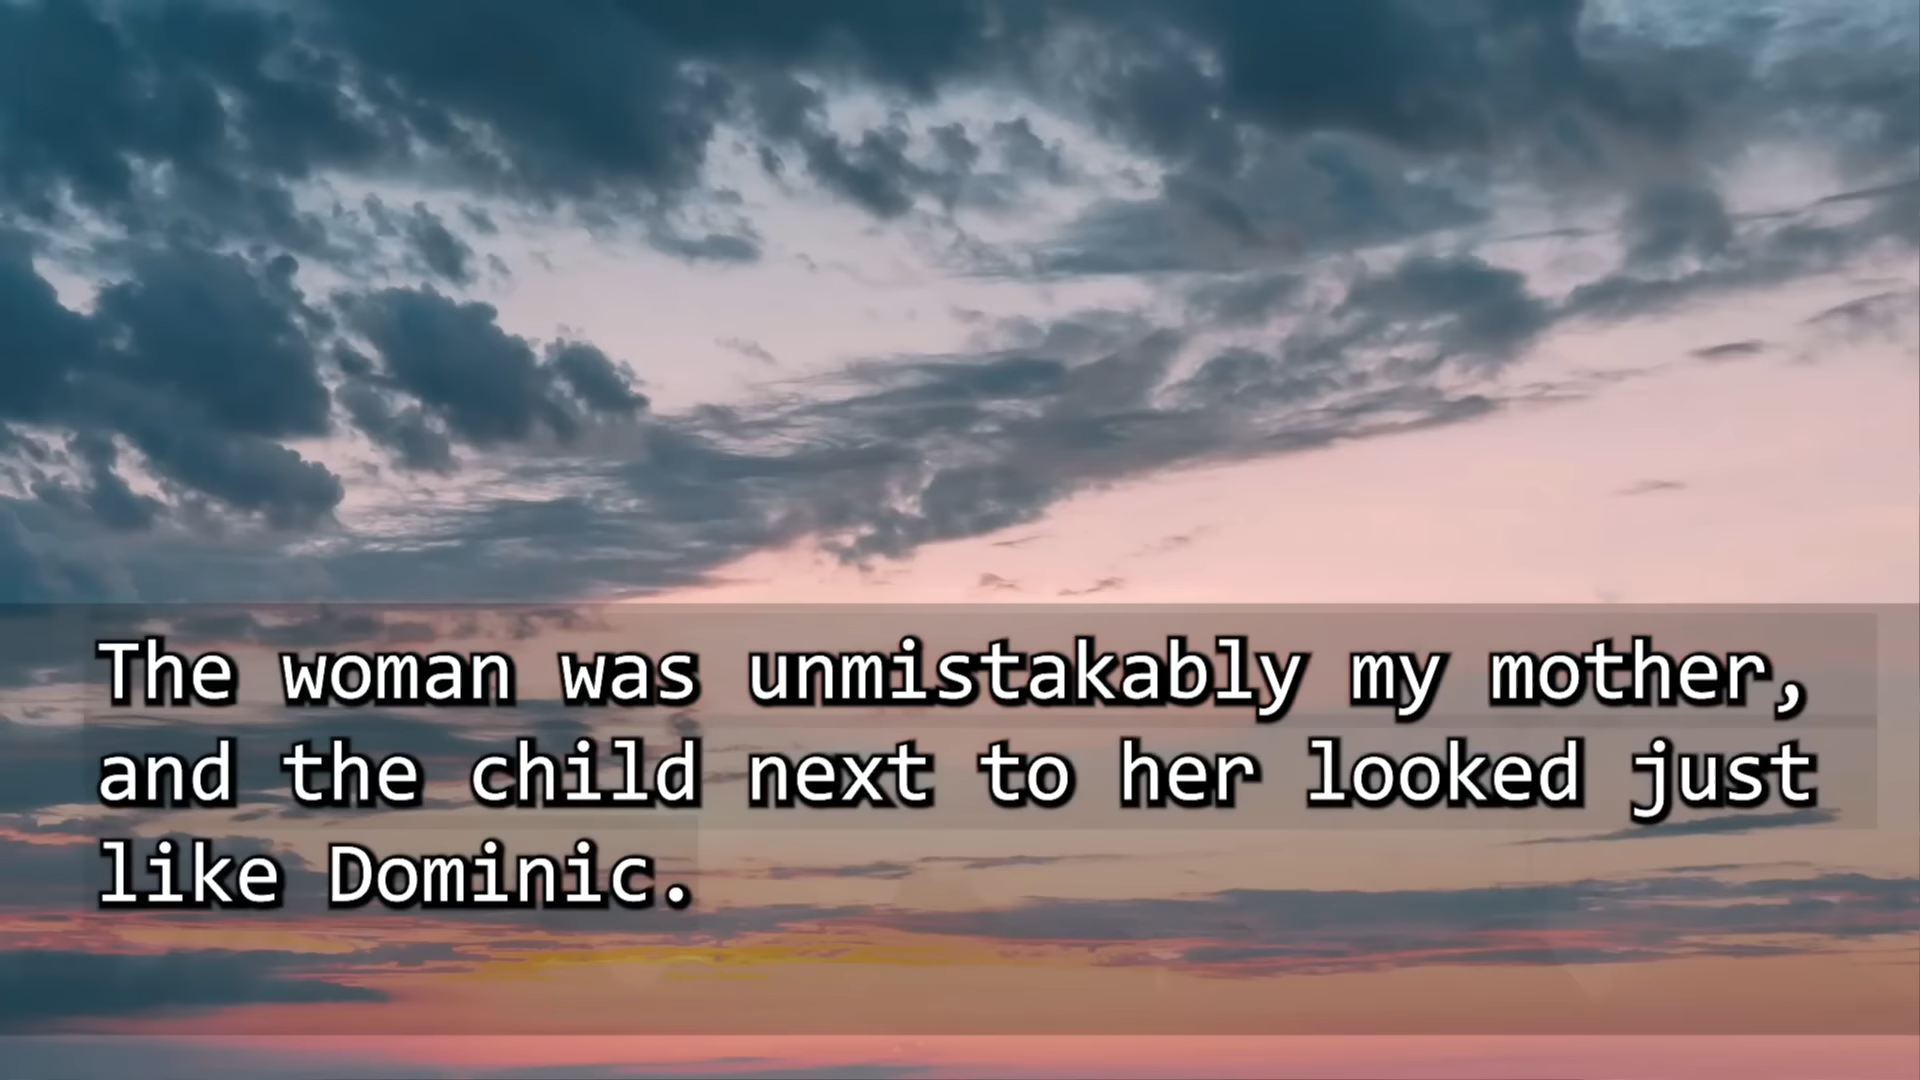 The woman was unmistakably my mother,
and the child next to her looked just
like Dominic.